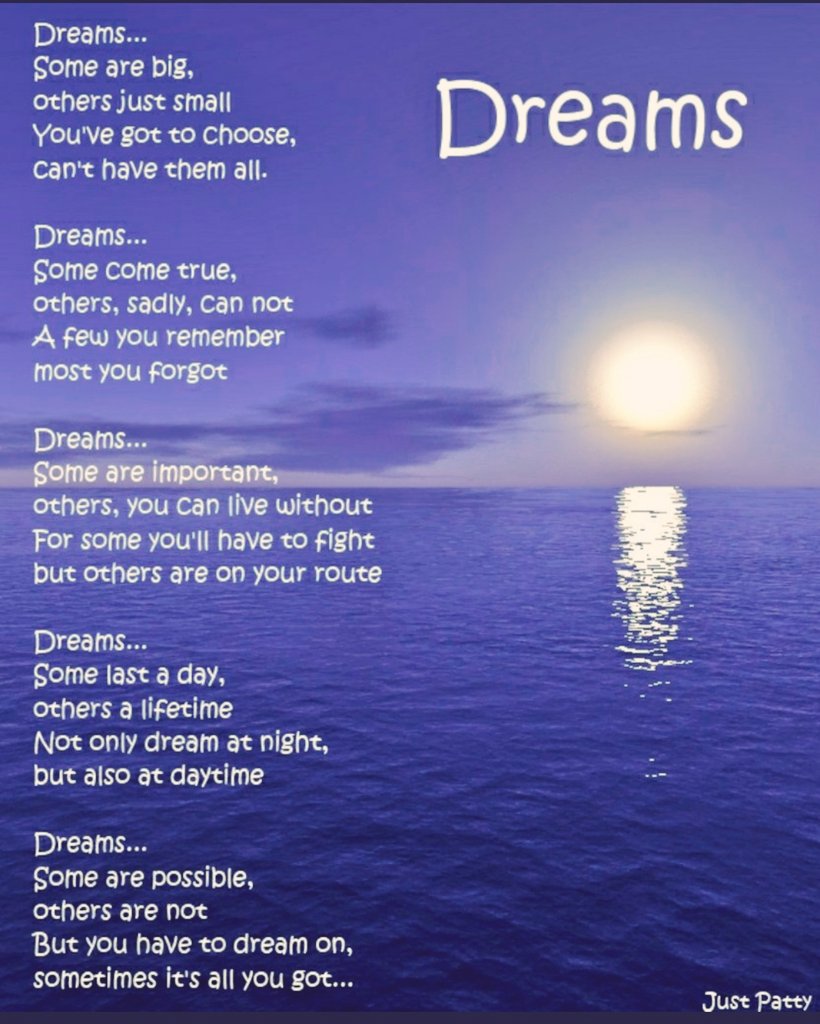 Dreams
Dreams...
Some are big,
others just small
You've got to choose,
can't have them all.
Dreams...
Some come true,
others, sadly, can not
A few you remember
most you forgot
Dreams...
Some are important,
others, you can live without
For some you'll have to fight
but others are on your route
Dreams...
Some last a day,
others a lifetime
Not only dream at night,
but also at daytime
Dreams...
Some are possible,
others are not
But you have to dream on,
sometimes it's all you got...
Just Patty